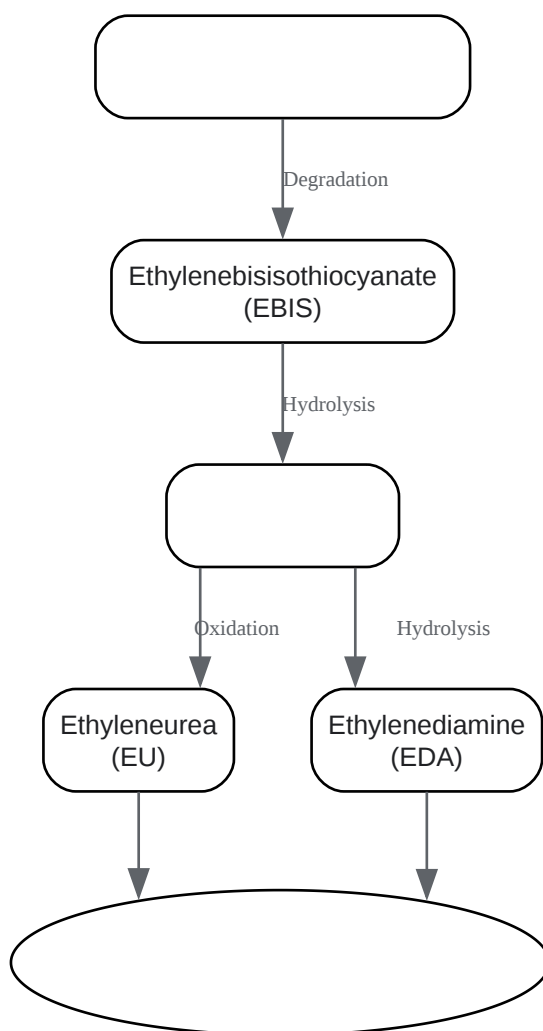 Degradation
Ethylenebisisothiocyanate
(EBIS)
Hydrolysis
Oxidation
Hydrolysis
Ethyleneurea
(EU)
Ethylenediamine
(EDA)